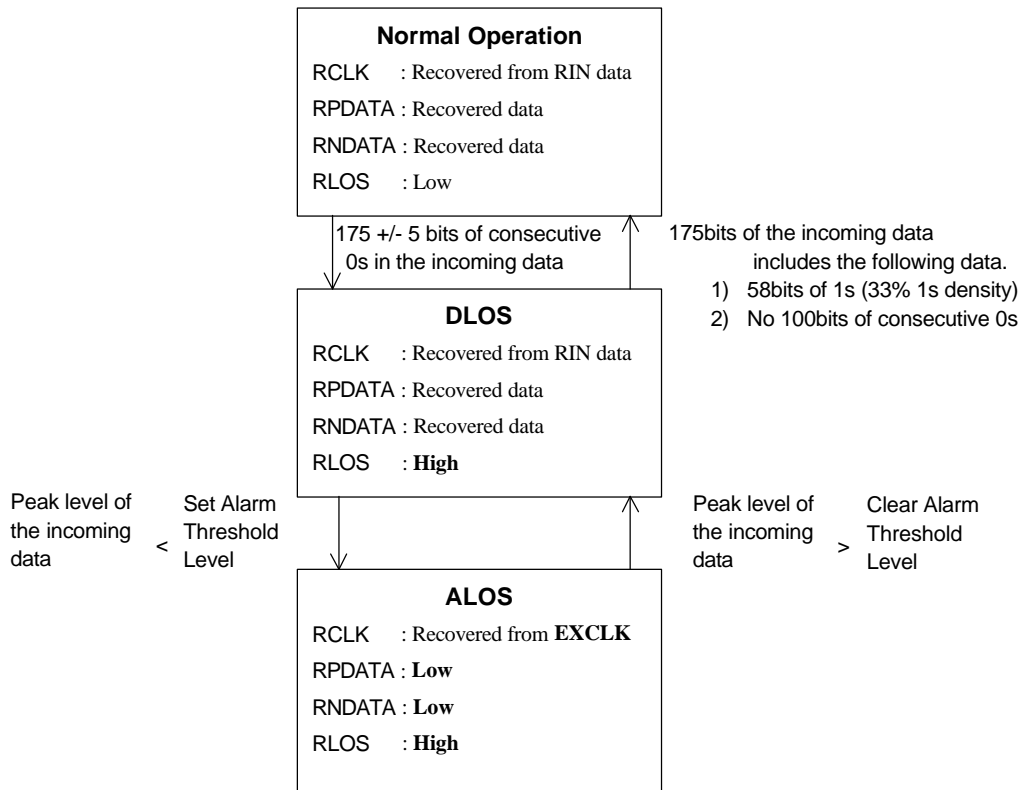 Normal Operation
RCLK : Recovered from RIN data
RPDATA : Recovered data
RNDATA : Recovered data
RLOS : Low
175 +/- 5 bits of consecutive
0s in the incoming data
175bits of the incoming data
includes the following data.
1) 58bits of 1s (33% 1s density)
2) No 100bits of consecutive 0s
DLOS
RCLK : Recovered from RIN data
RPDATA : Recovered data
RNDATA : Recovered data
RLOS : High
Peak level of
the incoming
data
<
Set Alarm
Threshold
Level
Peak level of
the incoming
data
>
Clear Alarm
Threshold
Level
ALOS
RCLK : Recovered from EXCLK
RPDATA : Low
RNDATA : Low
RLOS : High